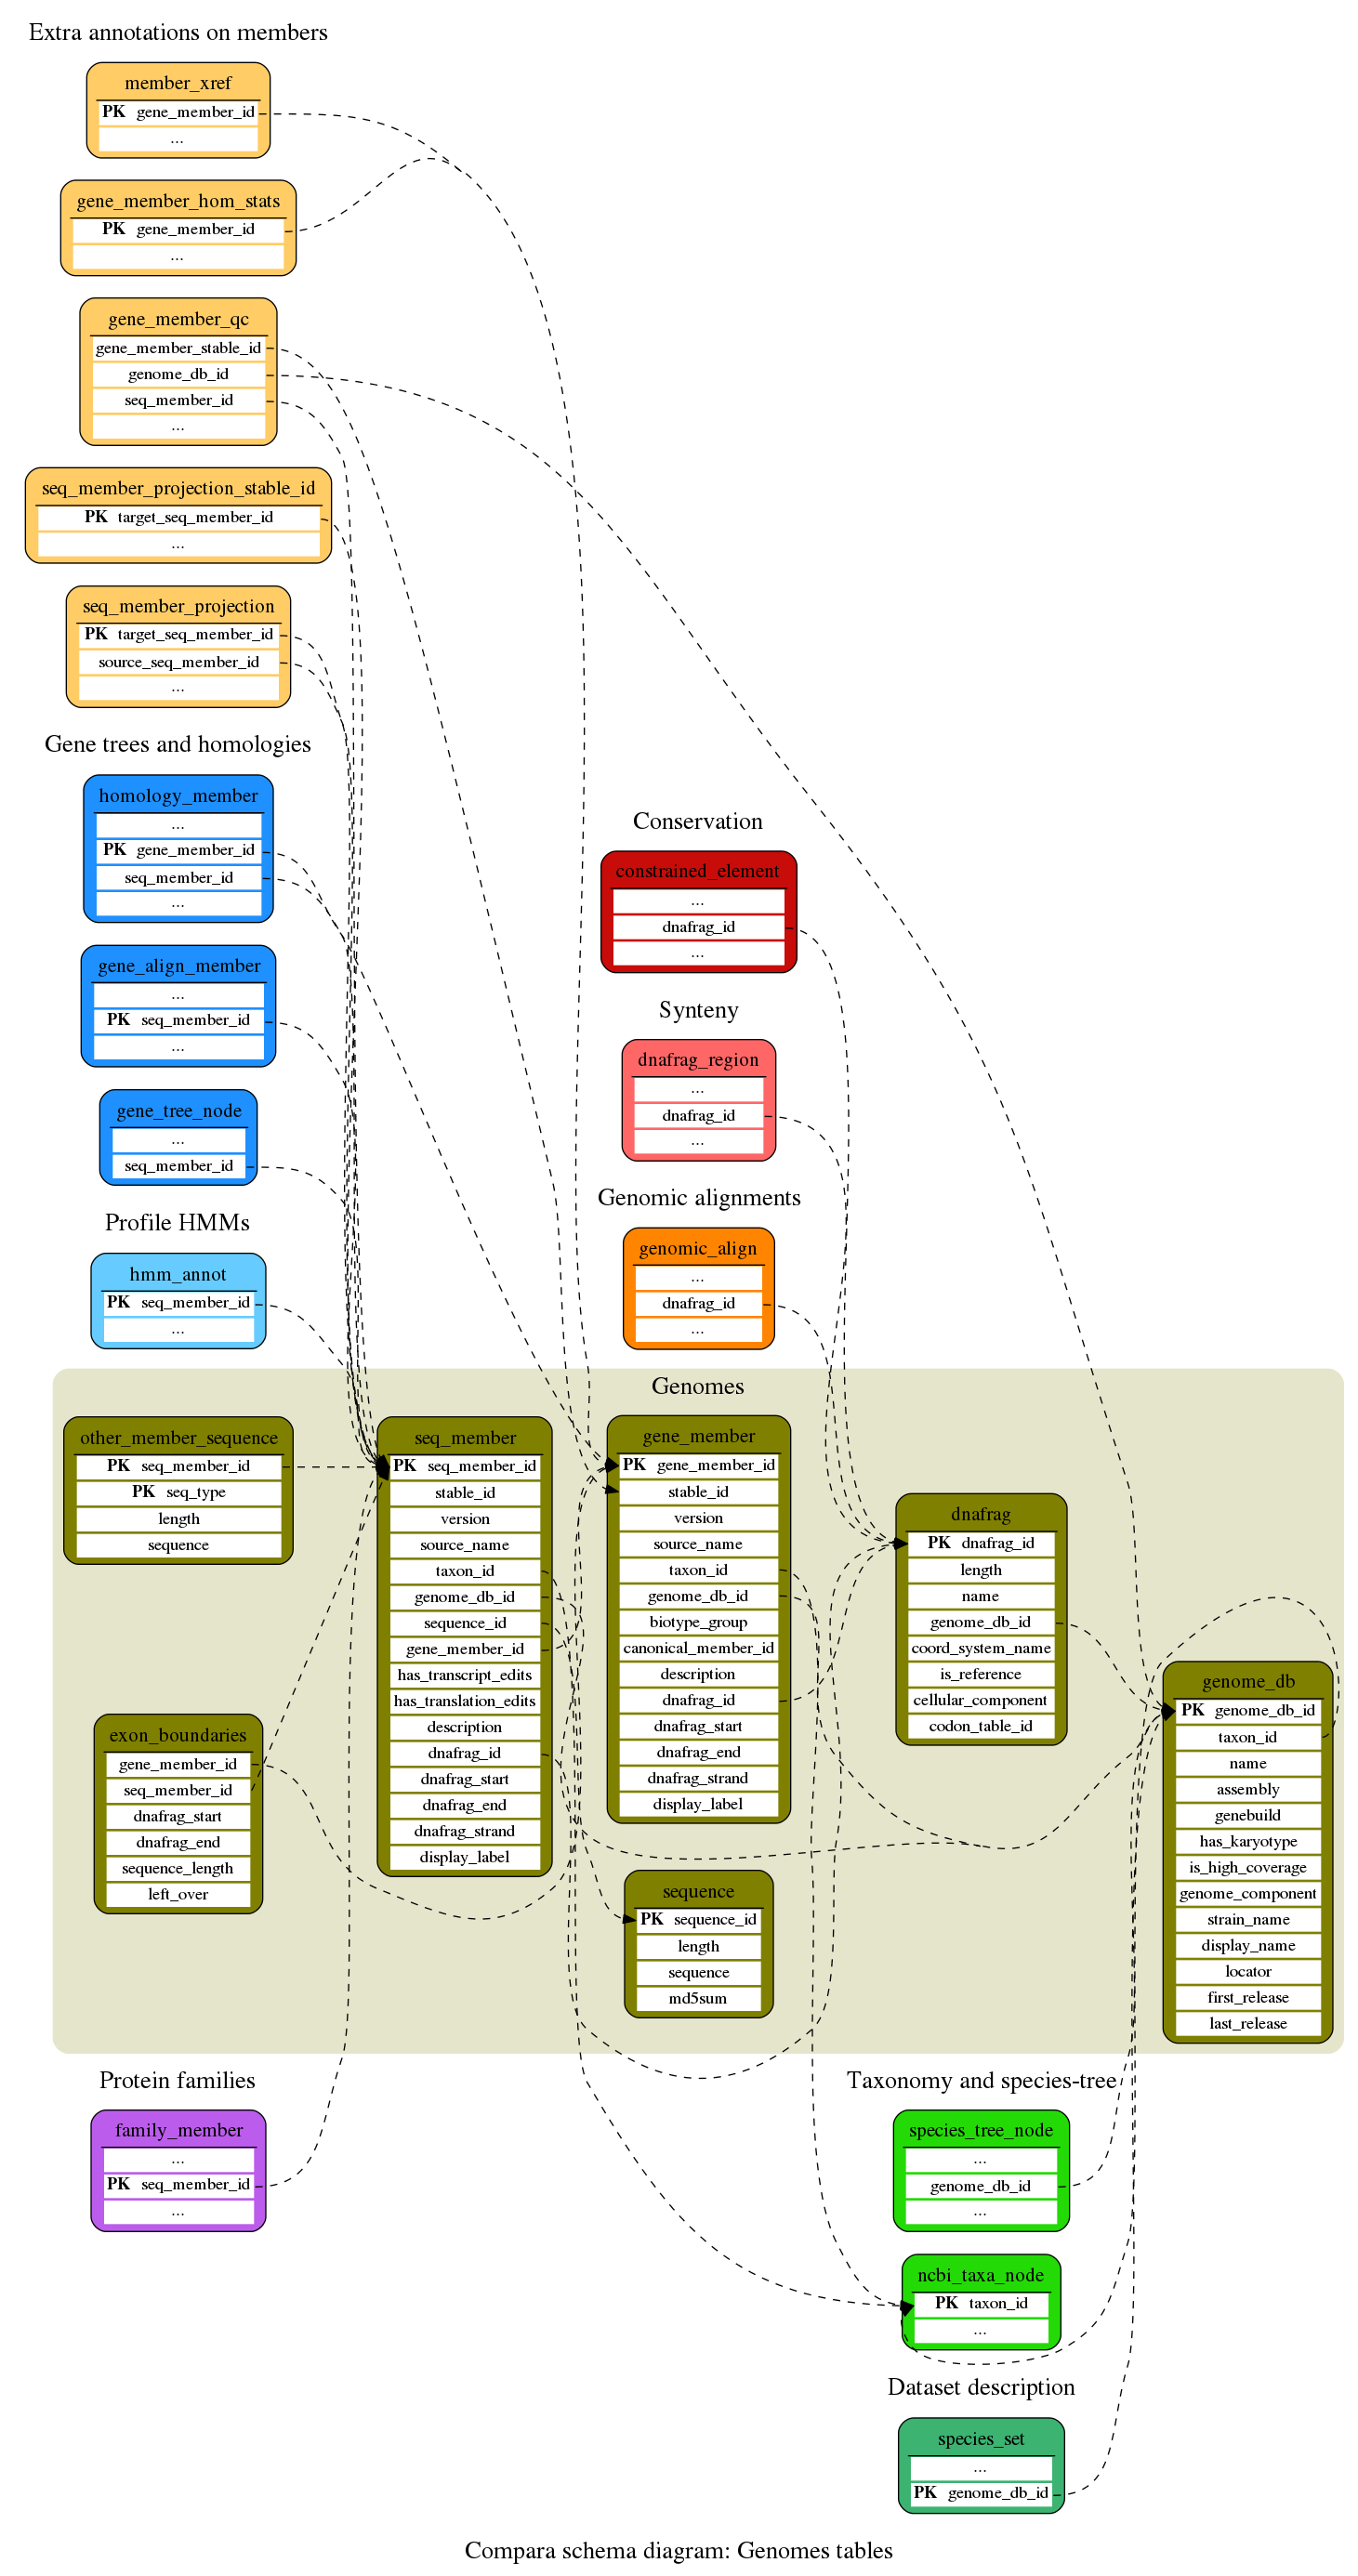 Extra annotations on members
member_xref
PK gene_member_id
...
gene_member_hom_stats
PK gene_member_id
...
gene_member_qc
gene_member_stable_id
genome_db_id
seq_member_id
...
seq_member_projection_stable_id
PK target_seq_member_id
...
seq_member_projection
PK target_seq_member_id
source_seq_member_id
...
Gene trees and homologies
homology_member
...
PK gene_member_id
seq_member_id
...
gene_align_member
...
PK seq_member_id
...
gene_tree_node
...
seq_member_id
Profile HMMs
hmm_annot
PK seq_member_id
...
Conservation
constrained_element
...
dnafrag_id
...
Synteny
dnafrag_region
...
dnafrag_id
...
Genomic alignments
genomic_align
...
dnafrag_id
...
Genomes
other_member_sequence
PK seq_member_id
PK seq_type
length
sequence
exon_boundaries
gene_member_id
seq_member_id
dnafrag_start
dnafrag_end
sequence_length
left_over
seq_member
PK seq_member_id
stable_id
version
source_name
taxon_id
genome_db_id
sequence_id
gene_member_id
has_transcript_edits
has_translation_edits
description
dnafrag_id
dnafrag_start
dnafrag_end
dnafrag_strand
display_label
gene_member
PK gene_member_id
stable_id
version
source_name
taxon_id
genome_db_id
biotype_group
canonical_member_id
description
dnafrag_id
dnafrag_start
dnafrag_end
dnafrag_strand
display_label
sequence
PK sequence_id
length
sequence
md5sum
dnafrag
PK dnafrag_id
length
name
genome_db_id
coord_system_name
is_reference
cellular_component
codon_table_id
genome_db
PK genome_db_id
taxon_id
name
assembly
genebuild
has_karyotype
is_high_coverage
genome_component
strain_name
display_name
locator
first_release
last_release
Protein families
family_member
...
PK seq_member_id
...
Taxonomy and species-tree
species_tree_node
...
genome_db_id
...
ncbi_taxa_node
PK taxon_id
...
Dataset description
species_set
...
PK genome_db_id
Compara schema diagram: Genomes tables